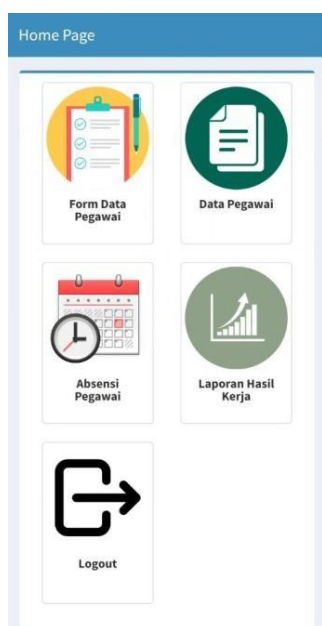 Home Page
Form Data
Pegawai
Data Pegawai
Absensi
Pegawai
Laporan Hasil
Kerja
Logout